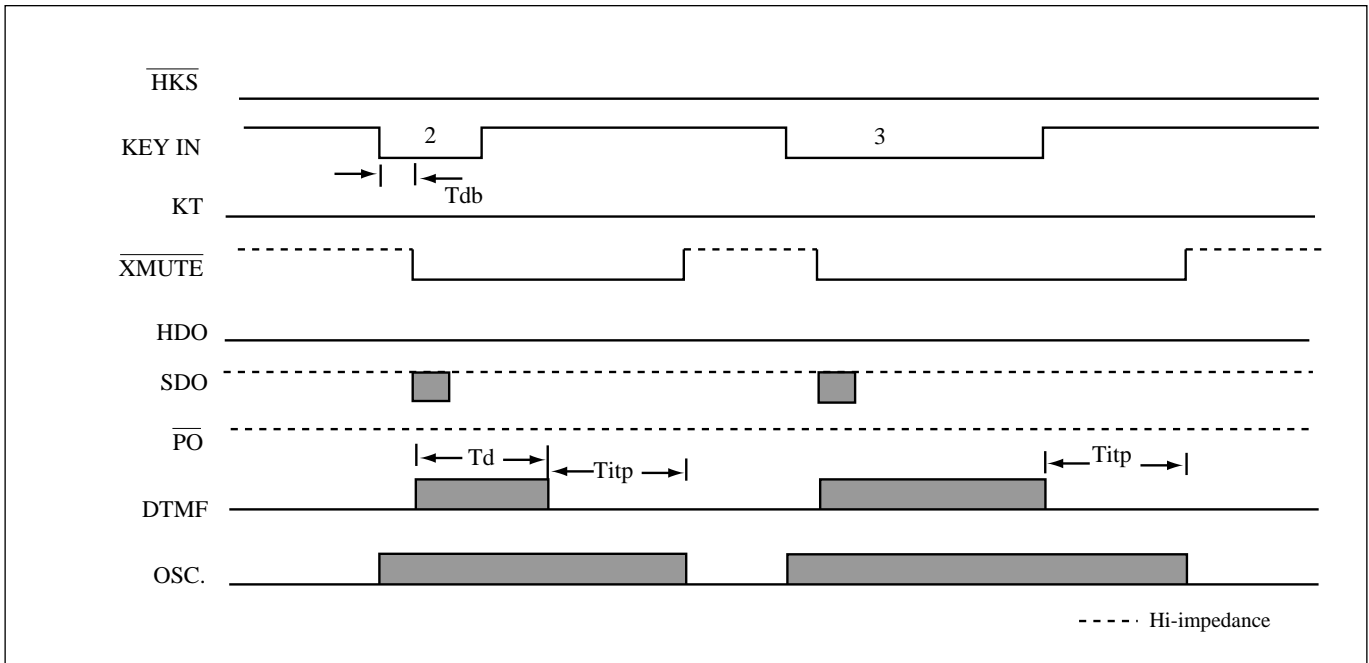 HKS
KEY IN
2
3
Tdb
KT
XMUTE
HDO
SDO
PO
Td
Titp
Titp
DTMF
OSC.
Hi-impedance